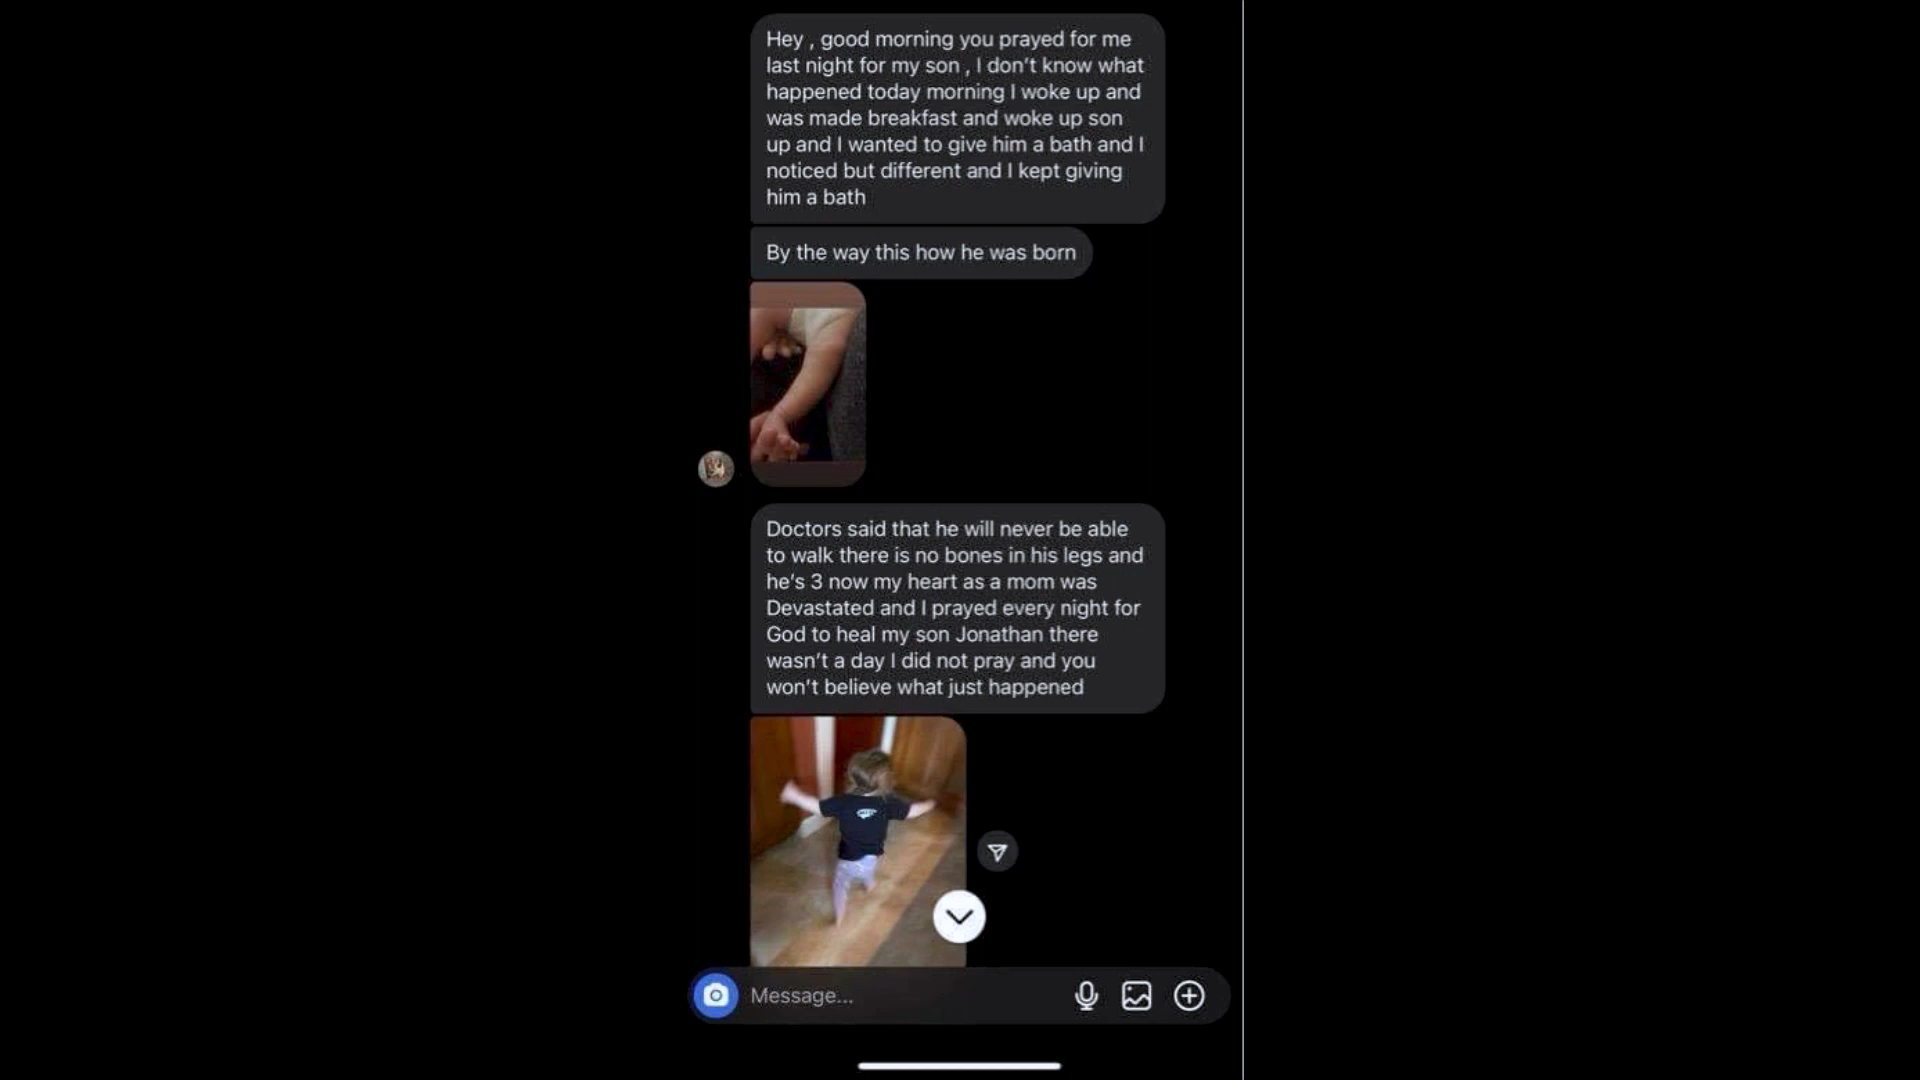 Hey , good morning you prayed for me
last night for my son , I don’t know what
happened today morning I woke up and
was made breakfast and woke up son
up and I wanted to give him a bath and I
noticed but different and I kept giving
him a bath
By the way this how he was born
Doctors said that he will never be able
to walk there is no bones in his legs and
he’s 3 now my heart as a mom was
Devastated and I prayed every night for
God to heal my son Jonathan there
wasn’t a day I did not pray and you
won’t believe what just happened
Message...